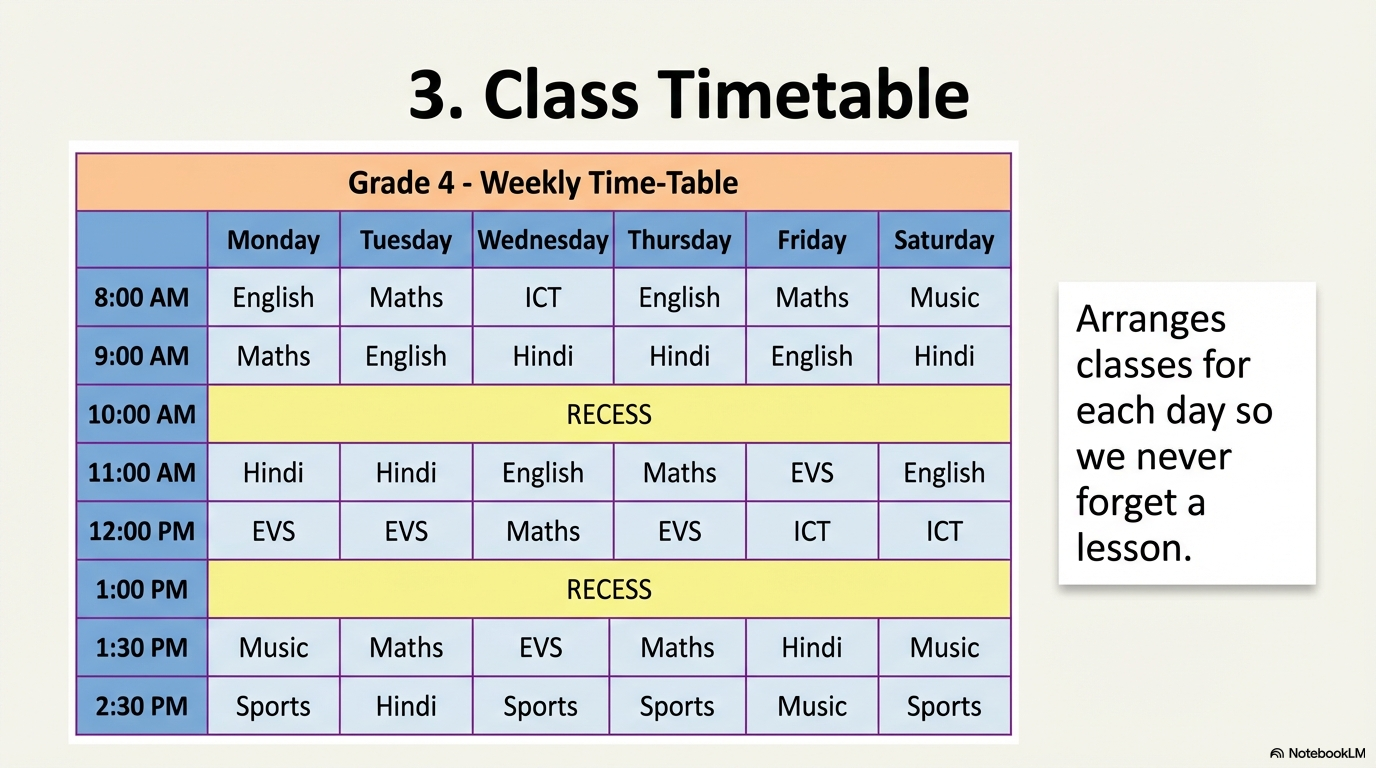 3. Class Timetable
Grade 4 - Weekly Time-Table
Monday Tuesday Wednesday Thursday Friday Saturday
8:00 AM English Maths ICT English Maths Music
9:00 AM Maths English Hindi Hindi English Hindi
10:00 AM RECESS
11:00 AM Hindi Hindi English Maths EVS English
12:00 PM EVS EVS Maths EVS ICT ICT
1:00 PM RECESS
1:30 PM Music Maths EVS Maths Hindi Music
2:30 PM Sports Hindi Sports Sports Music Sports
Arranges
classes for
each day so
we never
forget a
lesson.
NotebookLM